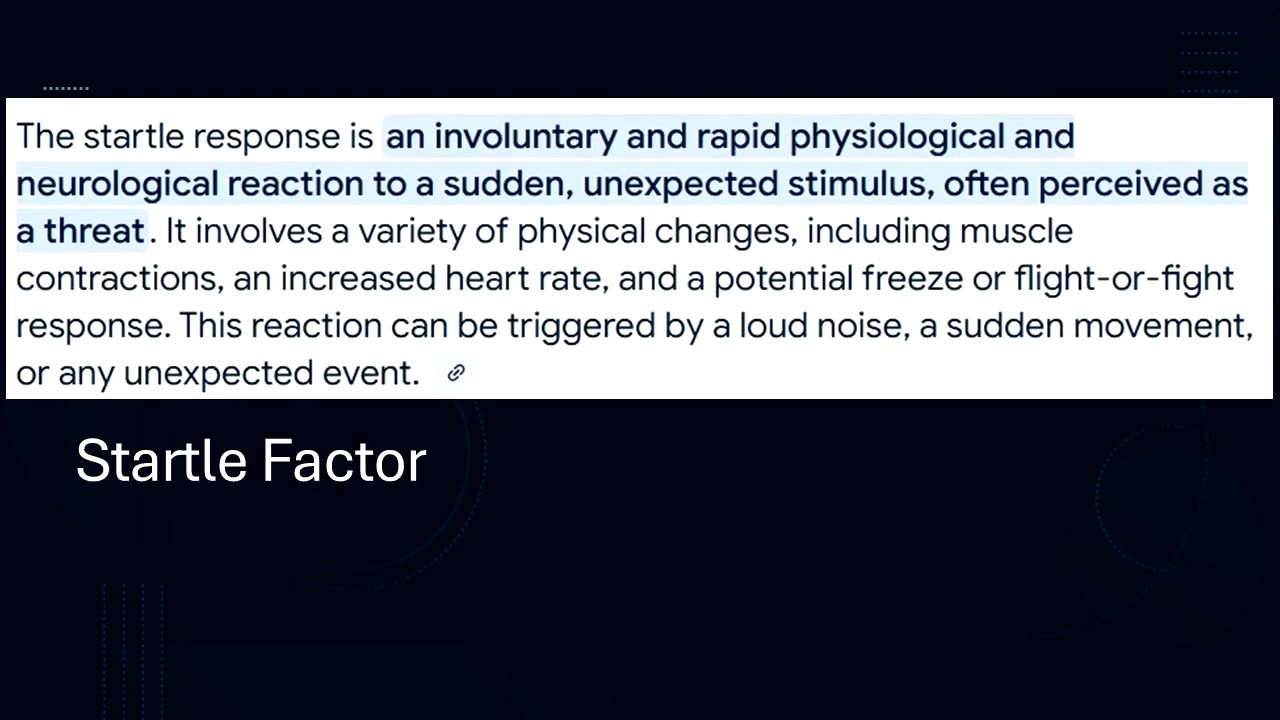 The startle response is an involuntary and rapid physiological and
neurological reaction to a sudden, unexpected stimulus, often perceived as
a threat. It involves a variety of physical changes, including muscle
contractions, an increased heart rate, and a potential freeze or flight-or-fight
response. This reaction can be triggered by a loud noise, a sudden movement,
or any unexpected event.
Startle Factor